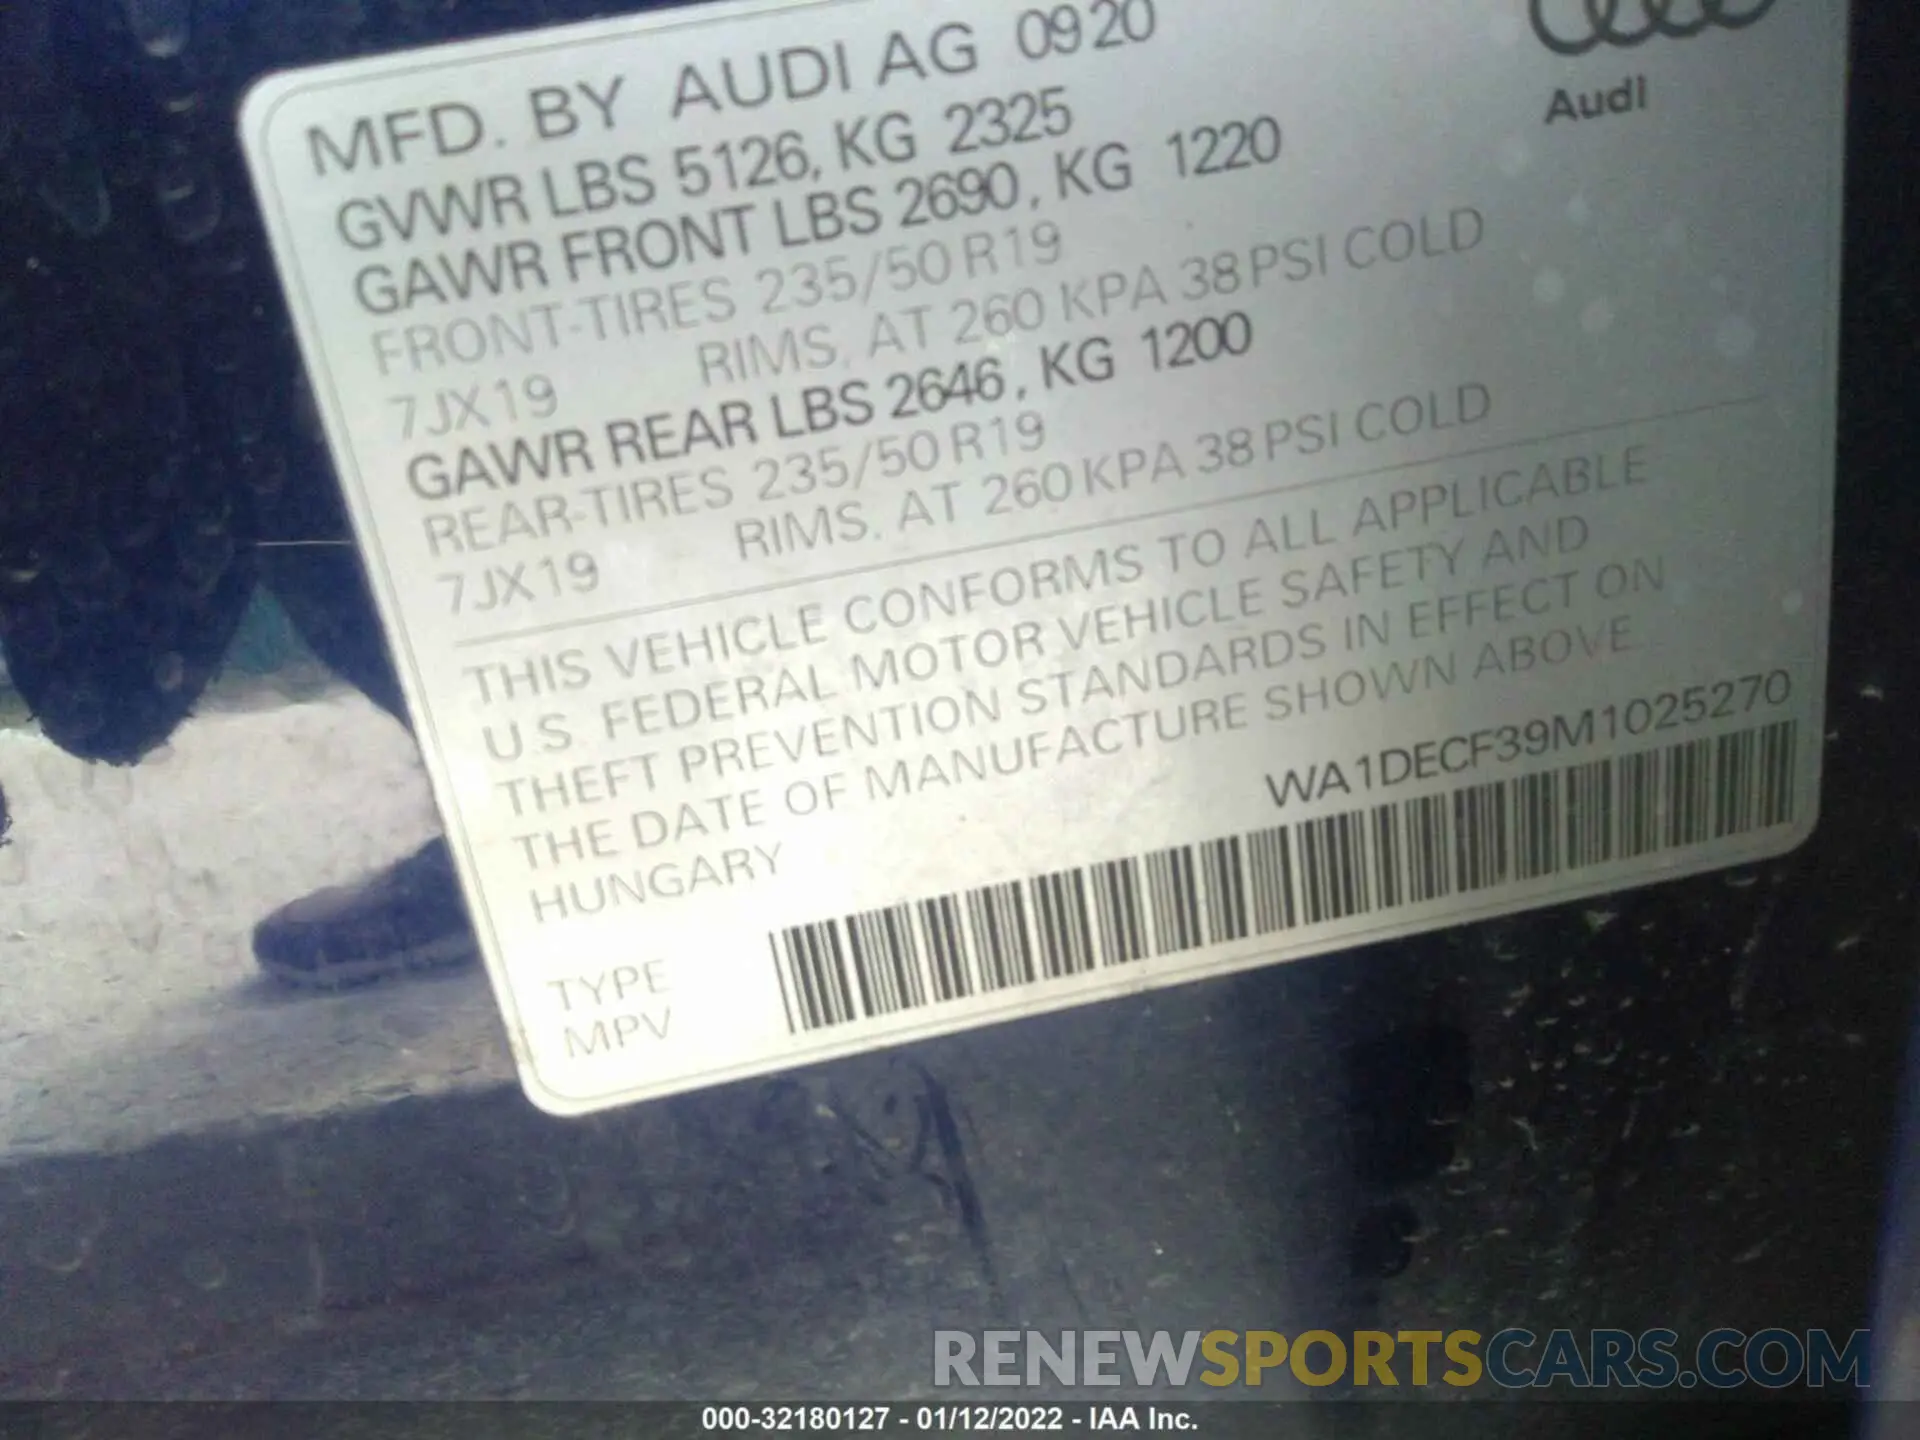 MFD. BY AUDI AG 0920
GVWR LBS 5126, KG 2325
GAWR FRONT LBS 2690, KG 1220
FRONT-TIRES 235/50 R19
7JX19 RIMS, AT 260 KPA 38 PSI COLD
GAWR REAR LBS 2646, KG 1200
REAR-TIRES 235/50 R19
7JX19 RIMS, AT 260 KPA 38 PSI COLD
Audi
THIS VEHICLE CONFORMS TO ALL APPLICABLE
U.S. FEDERAL MOTOR VEHICLE SAFETY AND
THEFT PREVENTION STANDARDS IN EFFECT ON
THE DATE OF MANUFACTURE SHOWN ABOVE
HUNGARY
WA1DECF39M1025270
TYPE
MPV
RENEWSPORTSCARS.COM
000-32180127 - 01/12/2022 - IAA Inc.